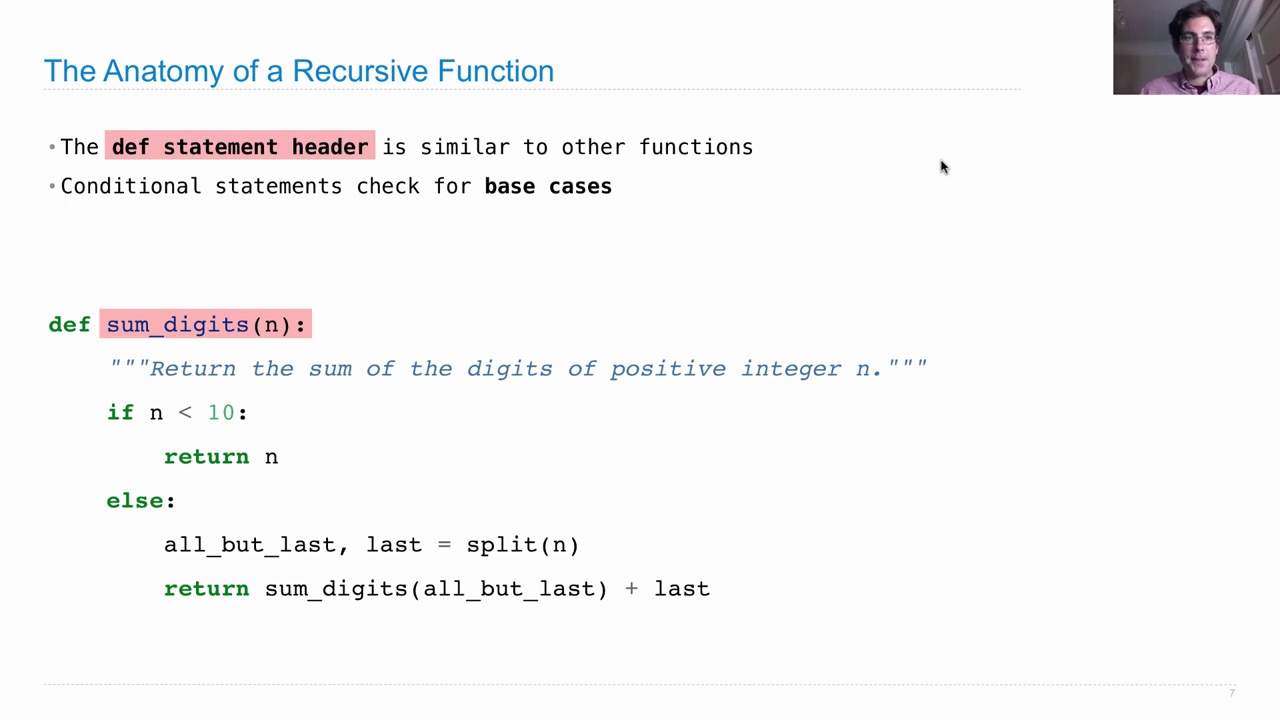 The Anatomy of a Recursive Function
•The def statement header is similar to other functions
•Conditional statements check for base cases
def sum_digits(n):
"""Return the sum of the digits of positive integer n."""
if n < 10:
return n
else:
all_but_last, last = split(n)
return sum_digits(all_but_last) + last
7